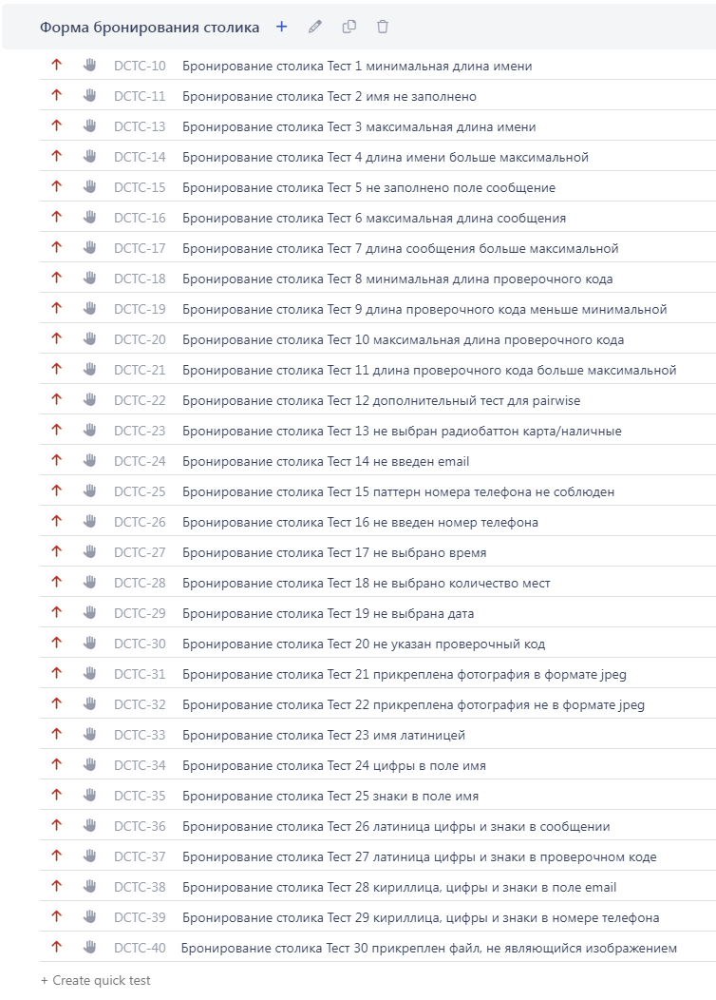 Форма бронирования столика
DCTC-10 Бронирование столика Тест 1 минимальная длина имени
DCTC-11 Бронирование столика Тест 2 имя не заполнено
DCTC-13 Бронирование столика Тест 3 максимальная длина имени
DCTC-14 Бронирование столика Тест 4 длина имени больше максимальной
DCTC-15 Бронирование столика Тест 5 не заполнено поле сообщение
DCTC-16 Бронирование столика Тест 6 максимальная длина сообщения
DCTC-17 Бронирование столика Тест 7 длина сообщения больше максимальной
DCTC-18 Бронирование столика Тест 8 минимальная длина проверочного кода
DCTC-19 Бронирование столика Тест 9 длина проверочного кода меньше минимальной
DCTC-20 Бронирование столика Тест 10 максимальная длина проверочного кода
DCTC-21 Бронирование столика Тест 11 длина проверочного кода больше максимальной
DCTC-22 Бронирование столика Тест 12 дополнительный тест для pairwise
DCTC-23 Бронирование столика Тест 13 не выбран радиобаттон карта/наличные
DCTC-24 Бронирование столика Тест 14 не введен email
DCTC-25 Бронирование столика Тест 15 паттерн номера телефона не соблюден
DCTC-26 Бронирование столика Тест 16 не введен номер телефона
DCTC-27 Бронирование столика Тест 17 не выбрано время
DCTC-28 Бронирование столика Тест 18 не выбрано количество мест
DCTC-29 Бронирование столика Тест 19 не выбрана дата
DCTC-30 Бронирование столика Тест 20 не указан проверочный код
DCTC-31 Бронирование столика Тест 21 прикреплена фотография в формате jpeg
DCTC-32 Бронирование столика Тест 22 прикреплена фотография не в формате jpeg
DCTC-33 Бронирование столика Тест 23 имя латиницей
DCTC-34 Бронирование столика Тест 24 цифры в поле имя
DCTC-35 Бронирование столика Тест 25 знаки в поле имя
DCTC-36 Бронирование столика Тест 26 латиница цифры и знаки в сообщении
DCTC-37 Бронирование столика Тест 27 латиница цифры и знаки в проверочном коде
DCTC-38 Бронирование столика Тест 28 кириллица, цифры и знаки в поле email
DCTC-39 Бронирование столика Тест 29 кириллица, цифры и знаки в номере телефона
DCTC-40 Бронирование столика Тест 30 прикреплен файл, не являющийся изображением
+ Create quick test